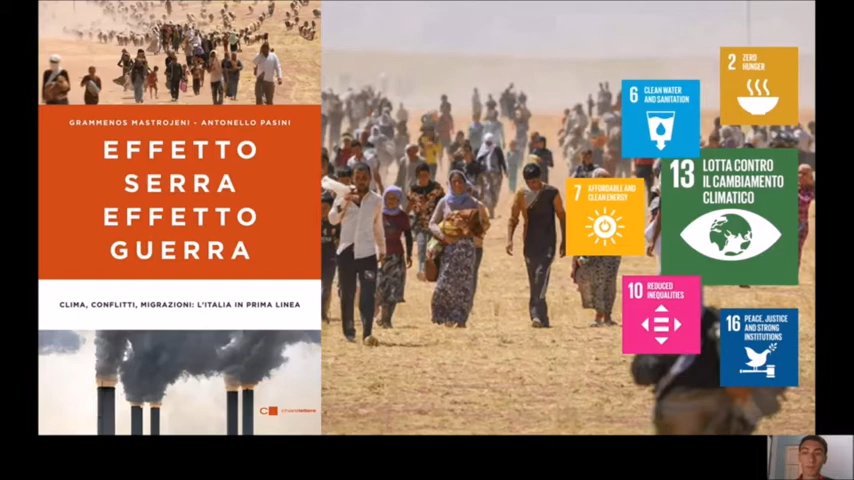 GRAMMENOS MASTROJENI - ANTONELLO PASINI
EFFETTO
SERRA
EFFETTO
GUERRA
CLIMA, CONFLITTI, MIGRAZIONI: L'ITALIA IN PRIMA LINEA
C
chiarelettere
2 ZERO
HUNGER
6 CLEAN WATER
AND SANITATION
13 LOTTA CONTRO
IL CAMBIAMENTO
CLIMATICO
7 AFFORDABLE AND
CLEAN ENERGY
10 REDUCED
INEQUALITIES
16 PEACE, JUSTICE
AND STRONG
INSTITUTIONS